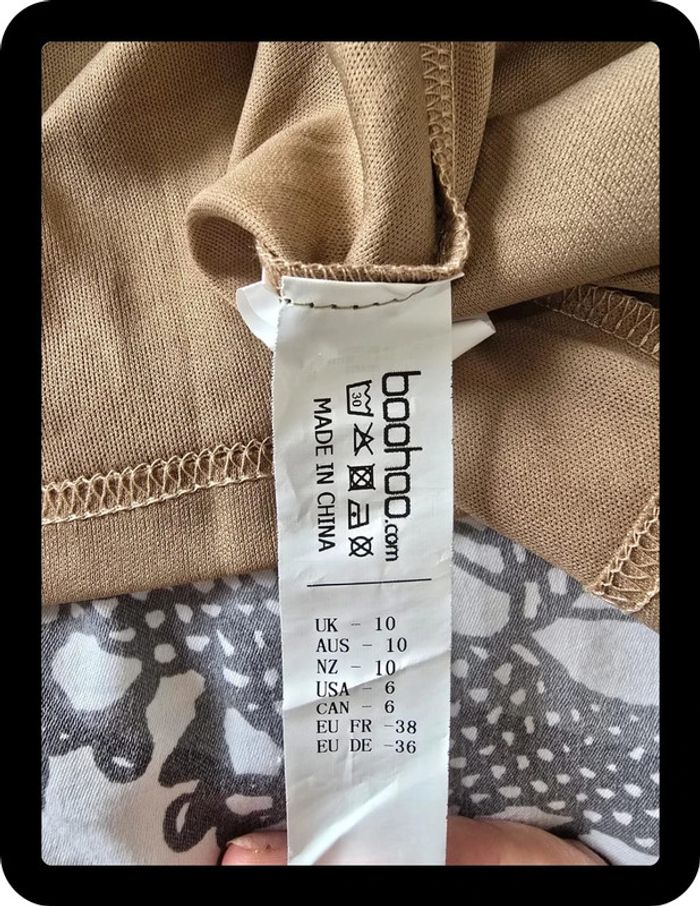 boohoo.com
30
MADE IN CHINA
UK - 10
AUS - 10
NZ - 10
USA - 6
CAN - 6
EU FR -38
EU DE -36